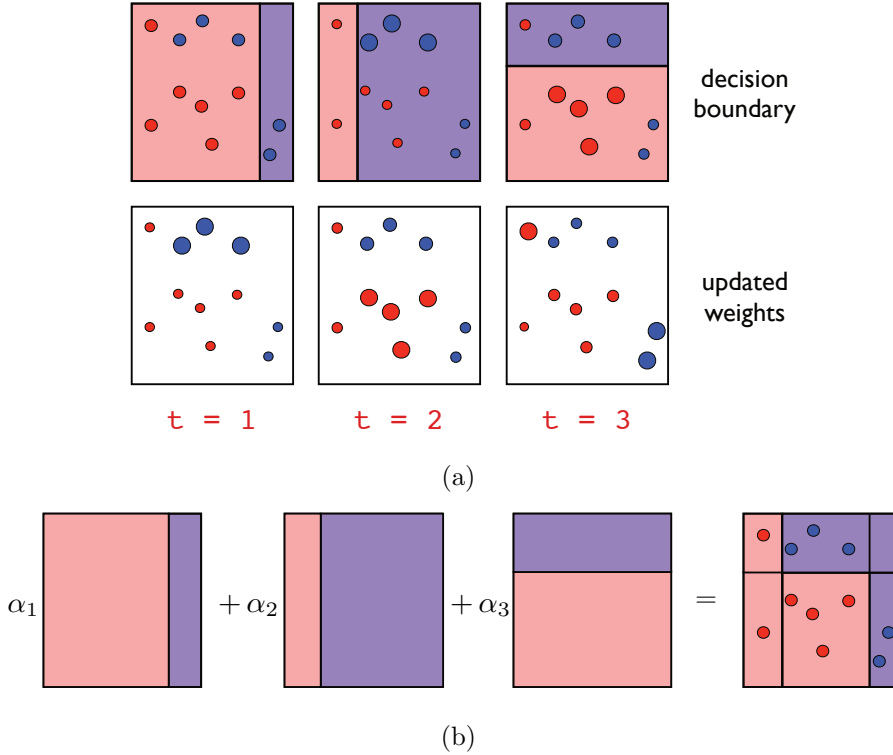 decision
boundary
updated
weights
t = 1 t = 2 t = 3
(a)
α₁ + α₂ + α₃ =
(b)